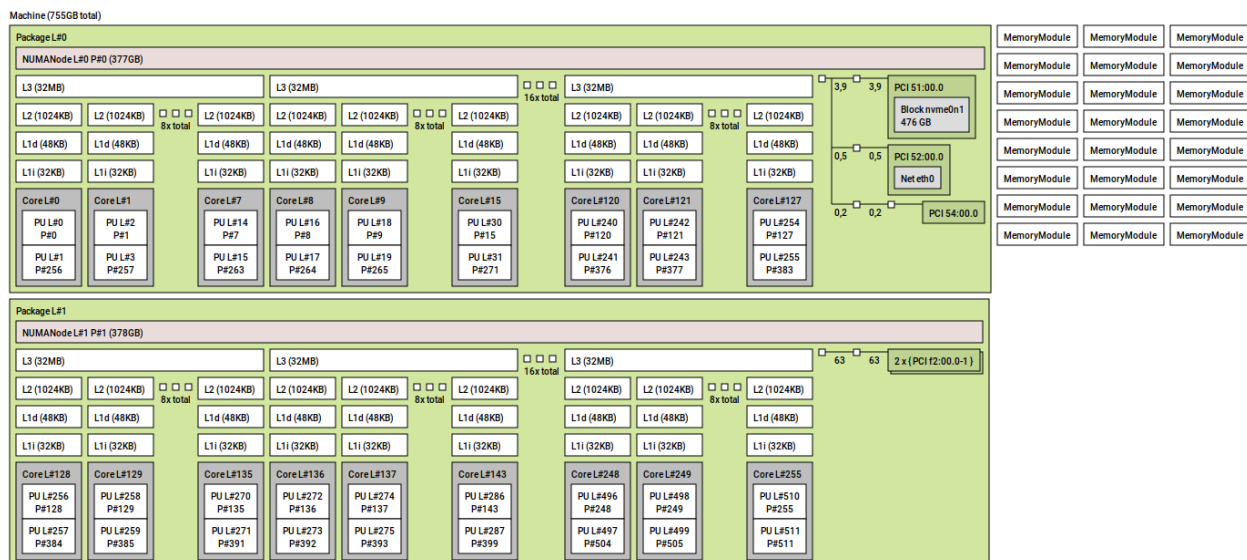 Machine (755GB total)
Package L#0
NUMANode L#0 P#0 (377GB)
L3 (32MB) L3 (32MB) 16x total L3 (32MB)
L2 (1024KB) L2 (1024KB) 8x total L2 (1024KB) L2 (1024KB) L2 (1024KB) 8x total L2 (1024KB) L2 (1024KB) L2 (1024KB) 8x total L2 (1024KB)
L1d (48KB) L1d (48KB) L1d (48KB) L1d (48KB) L1d (48KB) L1d (48KB) L1d (48KB) L1d (48KB) L1d (48KB)
L1i (32KB) L1i (32KB) L1i (32KB) L1i (32KB) L1i (32KB) L1i (32KB) L1i (32KB) L1i (32KB) L1i (32KB)
Core L#0 Core L#1 Core L#7 Core L#8 Core L#9 Core L#15 Core L#120 Core L#121 Core L#127
PU L#0 PU L#2 PU L#14 PU L#16 PU L#18 PU L#30 PU L#240 PU L#242 PU L#254
P#0 P#1 P#7 P#8 P#9 P#15 P#120 P#121 P#127
PU L#1 PU L#3 PU L#15 PU L#17 PU L#19 PU L#31 PU L#241 PU L#243 PU L#255
P#256 P#257 P#263 P#264 P#265 P#271 P#376 P#377 P#383
3,9 3,9 PCI 51:00.0
Block nvme0n1
476 GB
0,5 0,5 PCI 52:00.0
Net eth0
0,2 0,2 PCI 54:00.0
MemoryModule MemoryModule MemoryModule
MemoryModule MemoryModule MemoryModule
MemoryModule MemoryModule MemoryModule
MemoryModule MemoryModule MemoryModule
MemoryModule MemoryModule MemoryModule
MemoryModule MemoryModule MemoryModule
MemoryModule MemoryModule MemoryModule
MemoryModule MemoryModule MemoryModule
Package L#1
NUMANode L#1 P#1 (378GB)
L3 (32MB) L3 (32MB) 16x total L3 (32MB)
63 63 2 x { PCI f2:00.0-1 }
L2 (1024KB) L2 (1024KB) 8x total L2 (1024KB) L2 (1024KB) L2 (1024KB) 8x total L2 (1024KB) L2 (1024KB) L2 (1024KB) 8x total L2 (1024KB)
L1d (48KB) L1d (48KB) L1d (48KB) L1d (48KB) L1d (48KB) L1d (48KB) L1d (48KB) L1d (48KB) L1d (48KB)
L1i (32KB) L1i (32KB) L1i (32KB) L1i (32KB) L1i (32KB) L1i (32KB) L1i (32KB) L1i (32KB) L1i (32KB)
Core L#128 Core L#129 Core L#135 Core L#136 Core L#137 Core L#143 Core L#248 Core L#249 Core L#255
PU L#256 PU L#258 PU L#270 PU L#272 PU L#274 PU L#286 PU L#496 PU L#498 PU L#510
P#128 P#129 P#135 P#136 P#137 P#143 P#248 P#249 P#255
PU L#257 PU L#259 PU L#271 PU L#273 PU L#275 PU L#287 PU L#497 PU L#499 PU L#511
P#384 P#385 P#391 P#392 P#393 P#399 P#504 P#505 P#511